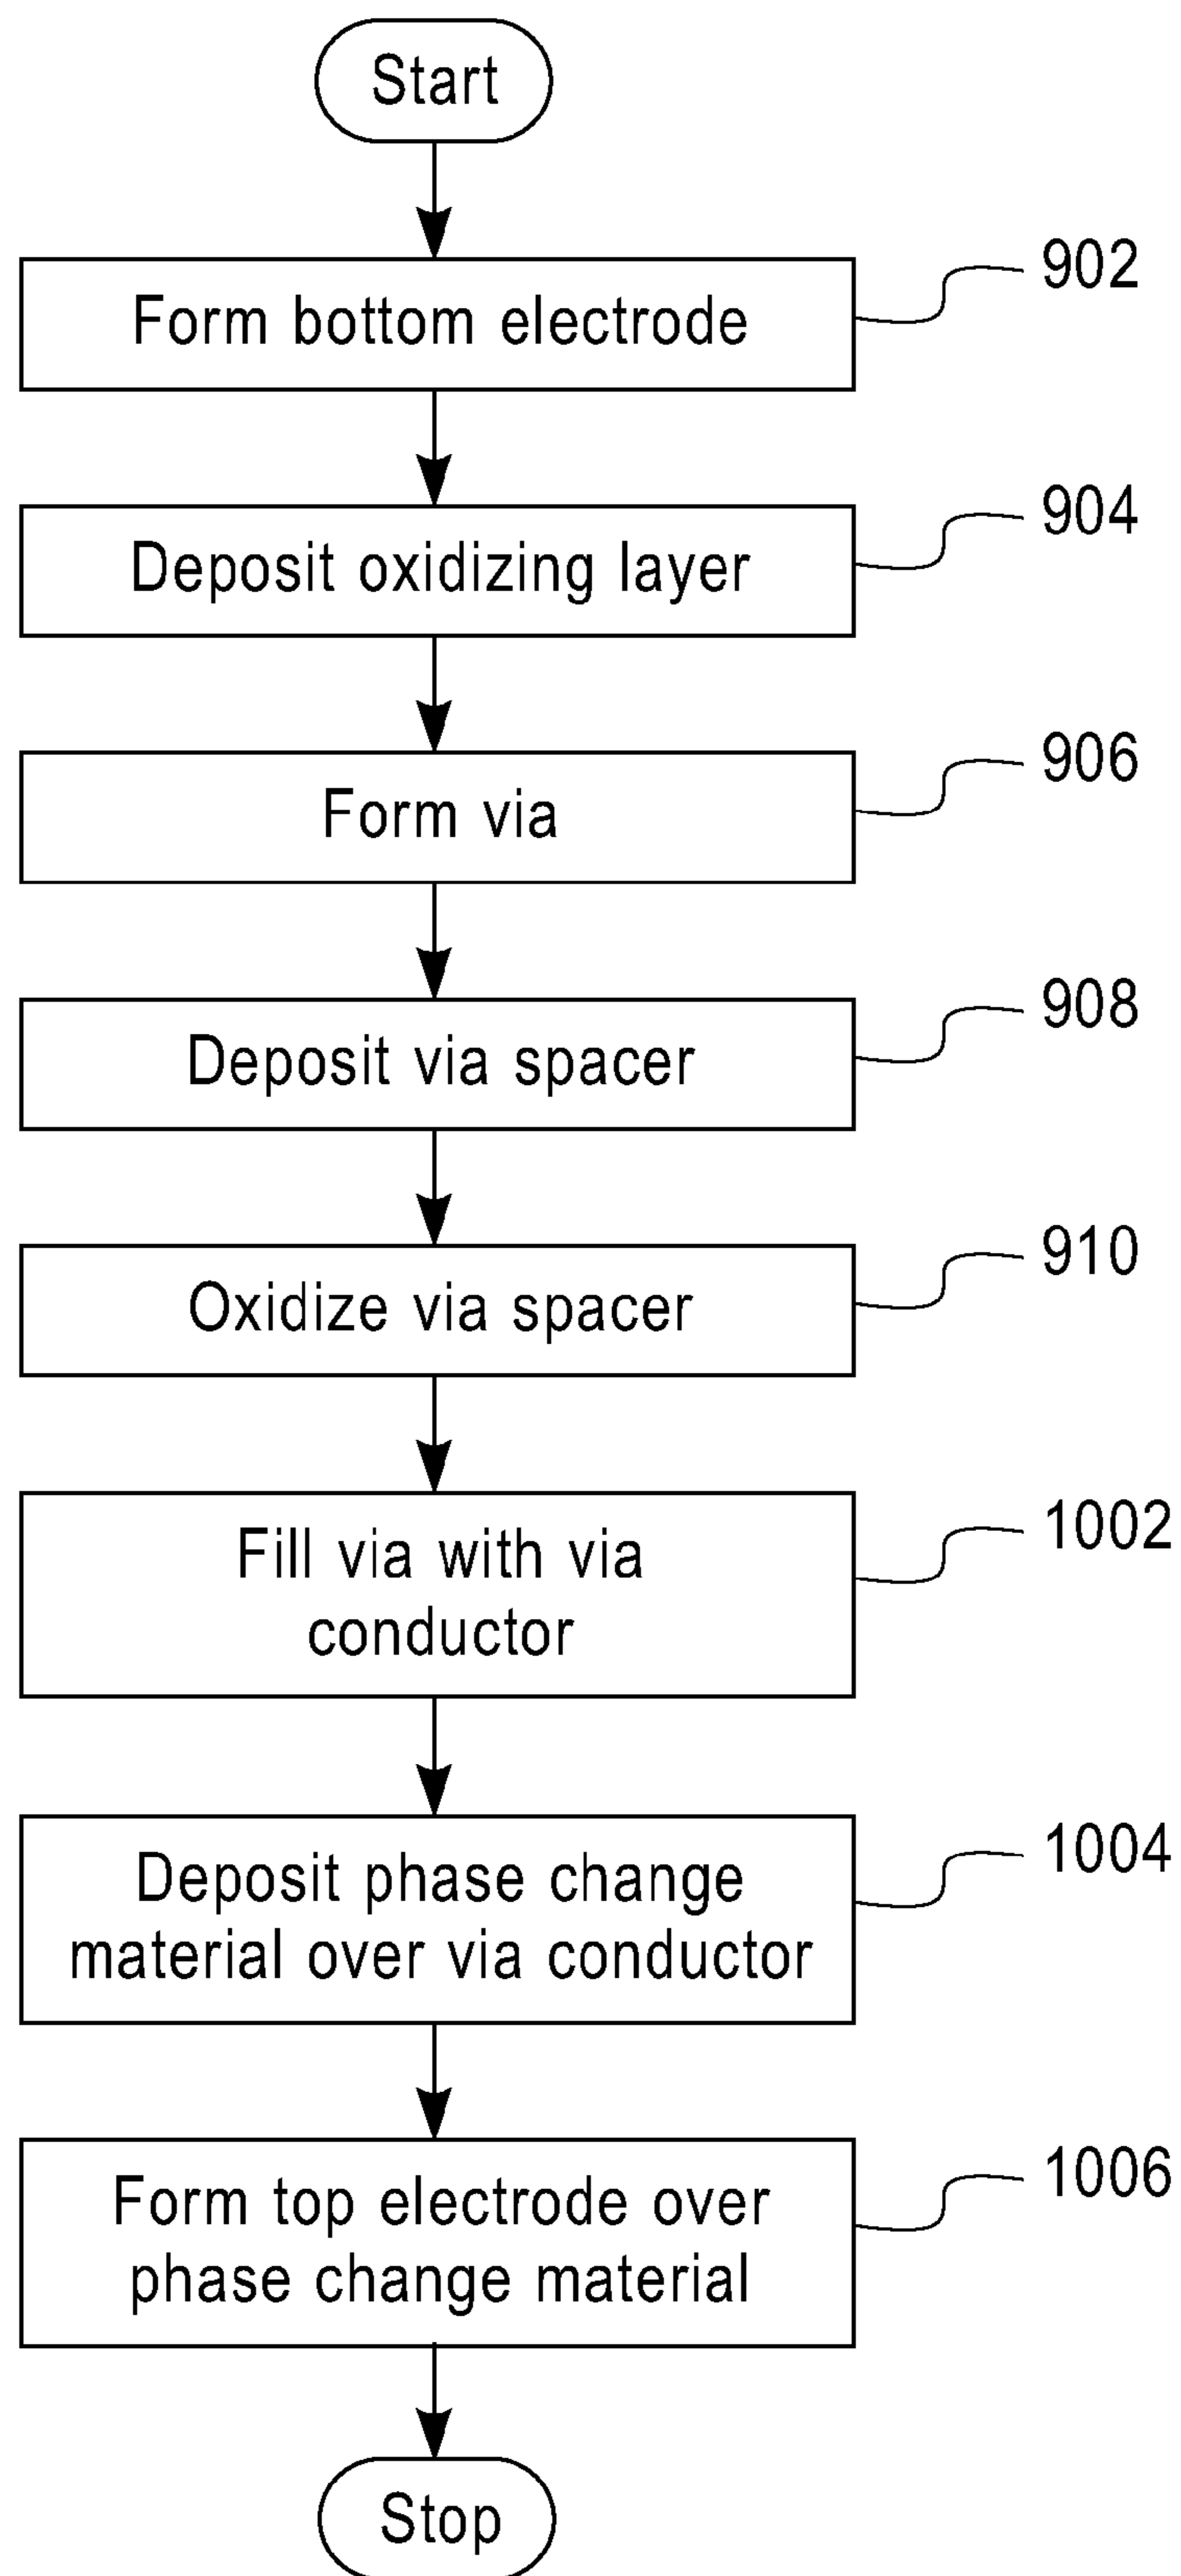 Start
Form bottom electrode
902
Deposit oxidizing layer
904
Form via
906
Deposit via spacer
908
Oxidize via spacer
910
Fill via with via
conductor
1002
Deposit phase change
material over via conductor
1004
Form top electrode over
phase change material
1006
Stop